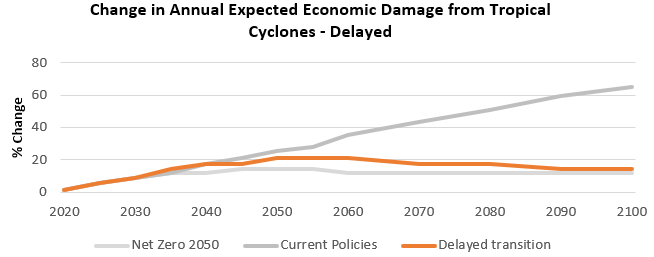 Change in Annual Expected Economic Damage from Tropical
Cyclones - Delayed
80
60
40
20
0
% Change
2020 2030 2040 2050 2060 2070 2080 2090 2100
Net Zero 2050 Current Policies Delayed transition